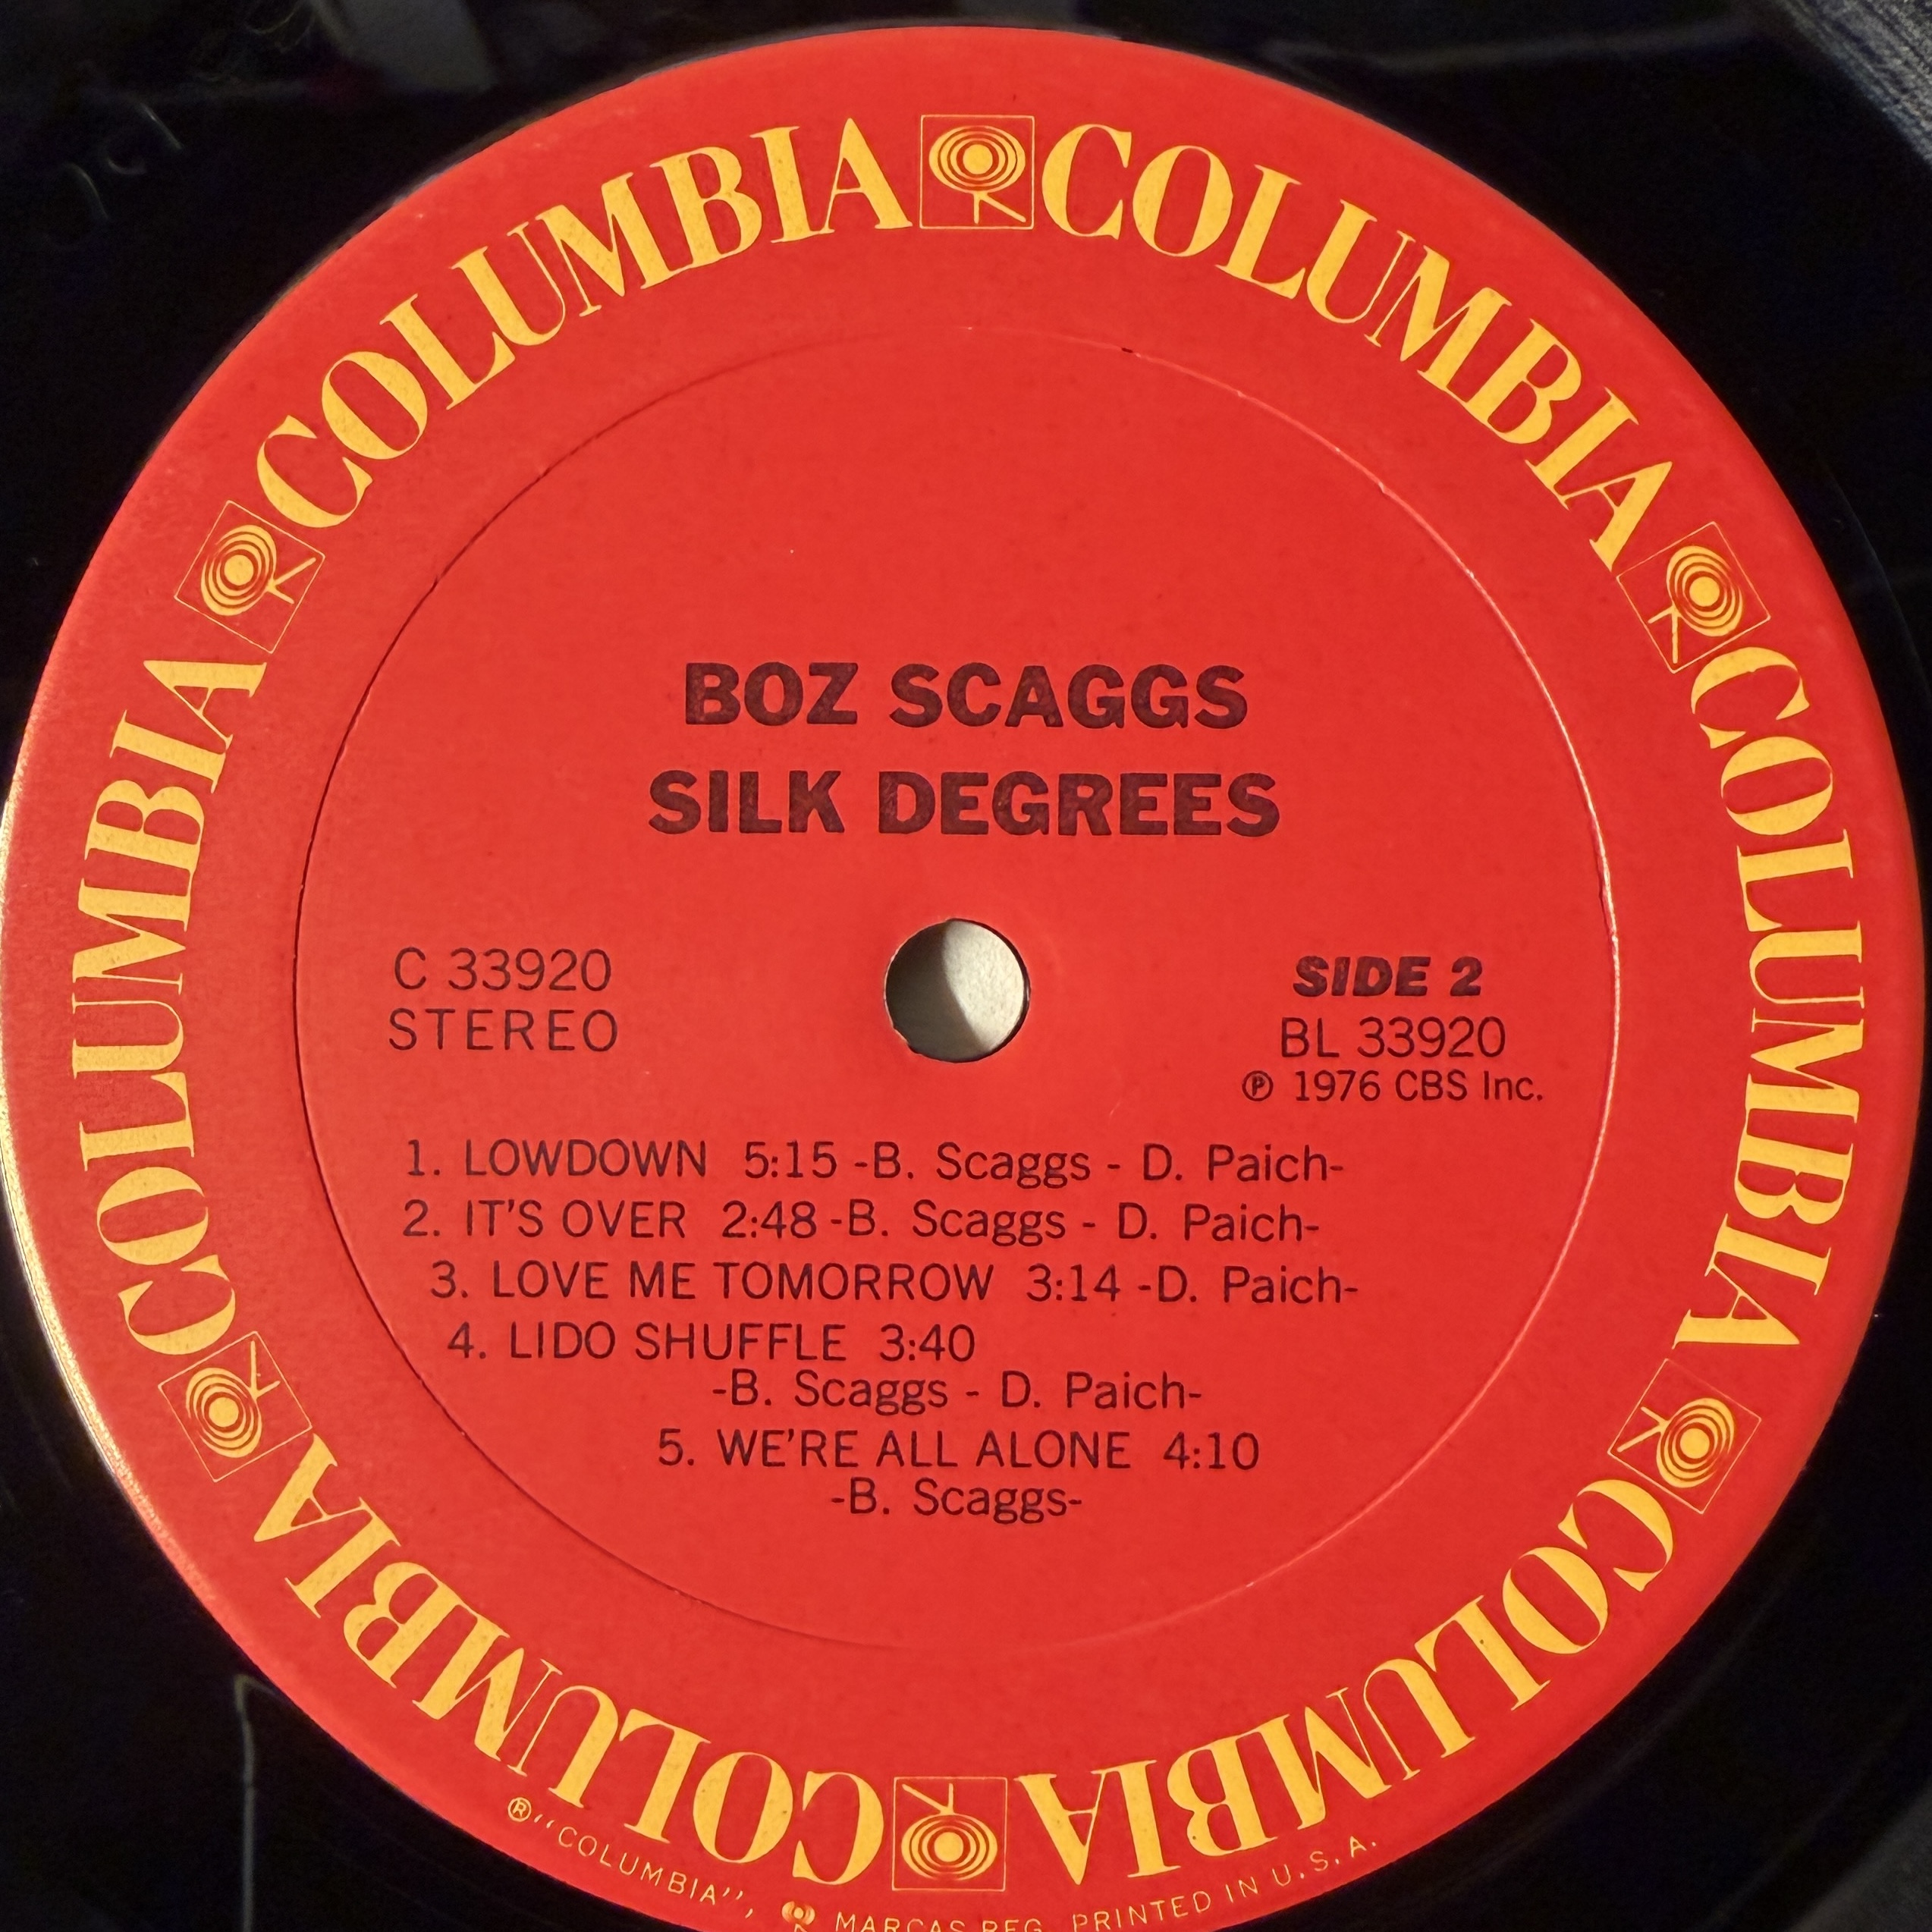 COLUMBIA COLUMBIA COLUMBIA COLUMBIA COLUMBIA COLUMBIA
BOZ SCAGGS
SILK DEGREES
C 33920
STEREO
SIDE 2
BL 33920
Ⓟ 1976 CBS Inc.
1. LOWDOWN 5:15 -B. Scaggs - D. Paich-
2. IT'S OVER 2:48 -B. Scaggs - D. Paich-
3. LOVE ME TOMORROW 3:14 -D. Paich-
4. LIDO SHUFFLE 3:40
-B. Scaggs - D. Paich-
5. WE'RE ALL ALONE 4:10
-B. Scaggs-
® "COLUMBIA", MARCAS REG. PRINTED IN U.S.A.